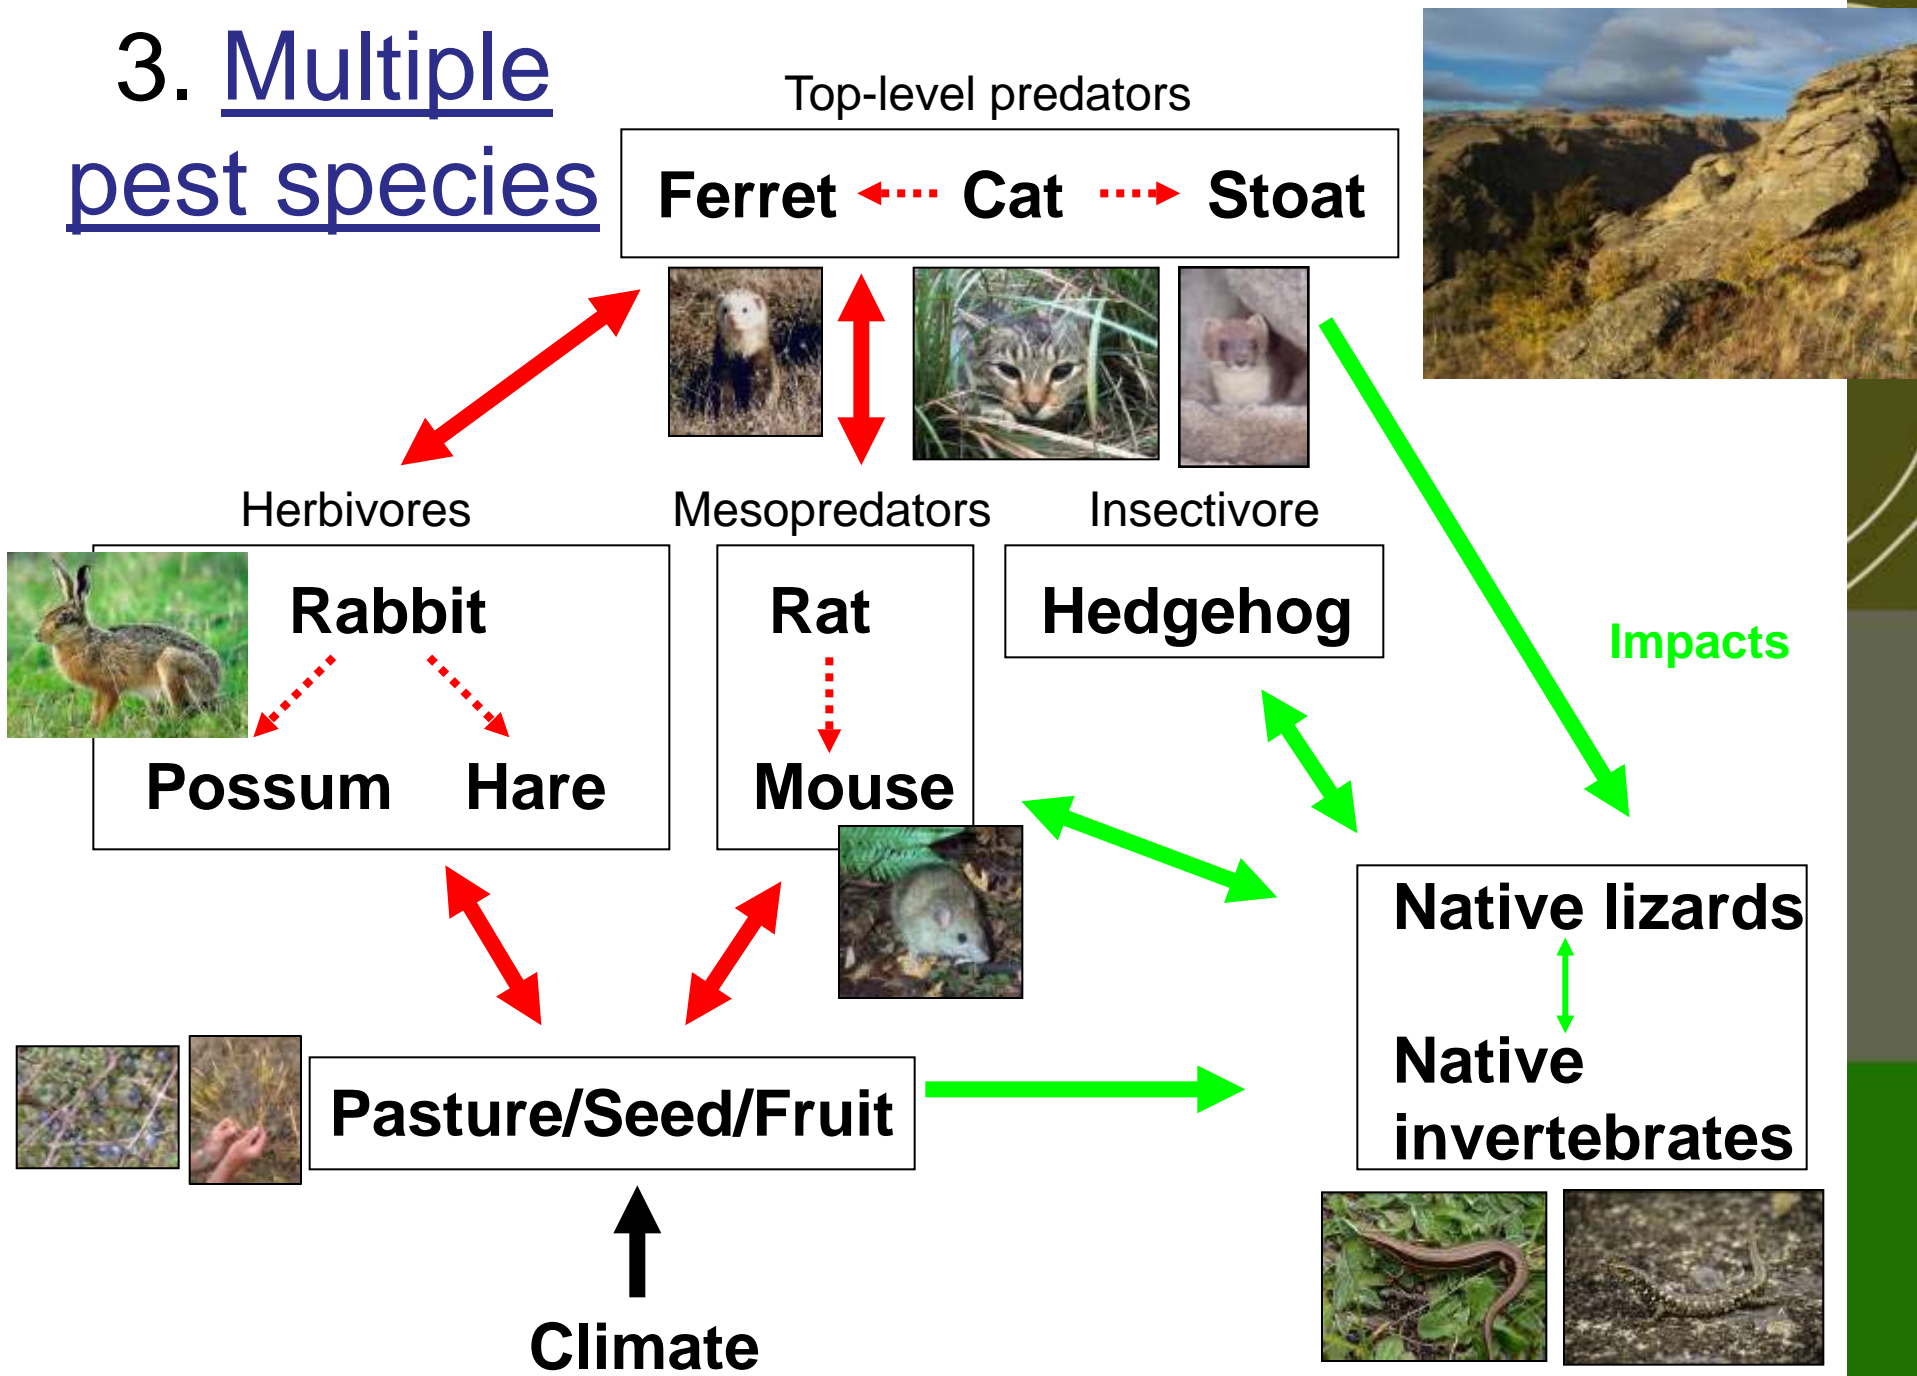 3. Multiple
pest species
Top-level predators
Ferret Cat Stoat
Herbivores Mesopredators Insectivore
Rabbit Rat Hedgehog
Impacts
Possum Hare Mouse
Native lizards
Native
invertebrates
Pasture/Seed/Fruit
Climate